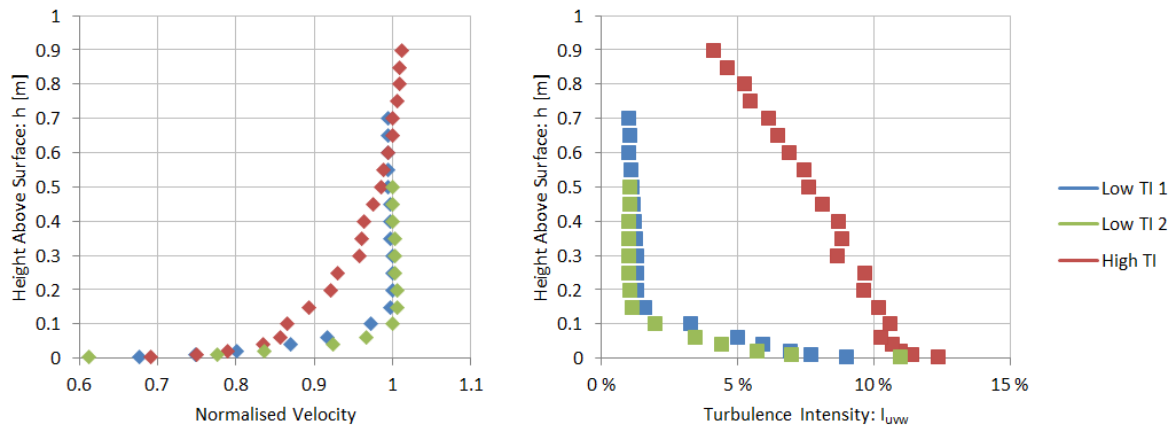 1
0.9
0.8
0.7
0.6
0.5
0.4
0.3
0.2
0.1
0
Height Above Surface: h [m]
0.6 0.7 0.8 0.9 1 1.1
Normalised Velocity
1
0.9
0.8
0.7
0.6
0.5
0.4
0.3
0.2
0.1
0
Height Above Surface: h [m]
0 % 5 % 10 % 15 %
Turbulence Intensity: Iuvw
Low TI 1
Low TI 2
High TI